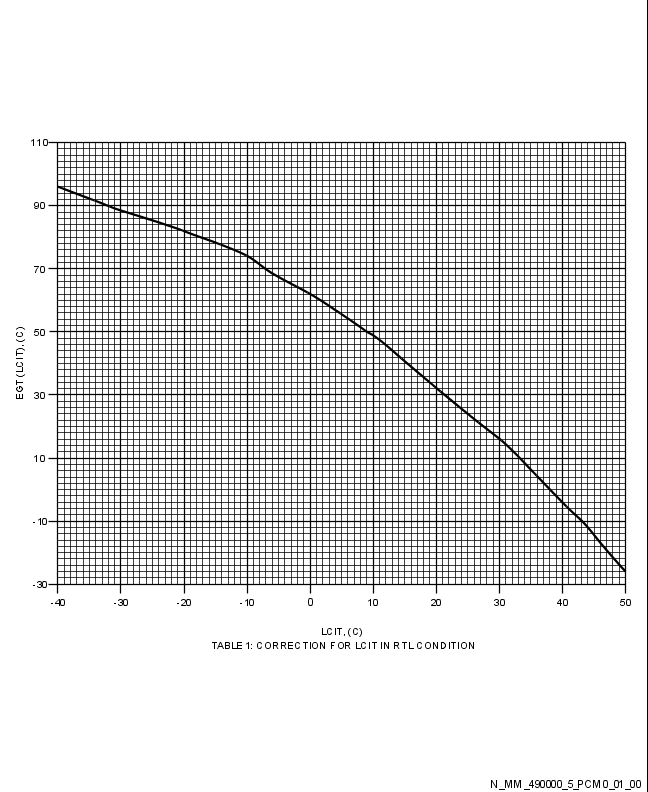 110
90
70
50
30
10
-10
-30
EGT (LCIT), (C)
-40 -30 -20 -10 0 10 20 30 40 50
LCIT, (C)
TABLE 1: CORRECTION FOR LCIT IN RTL CONDITION
N_MM_490000_5_PCM0_01_00